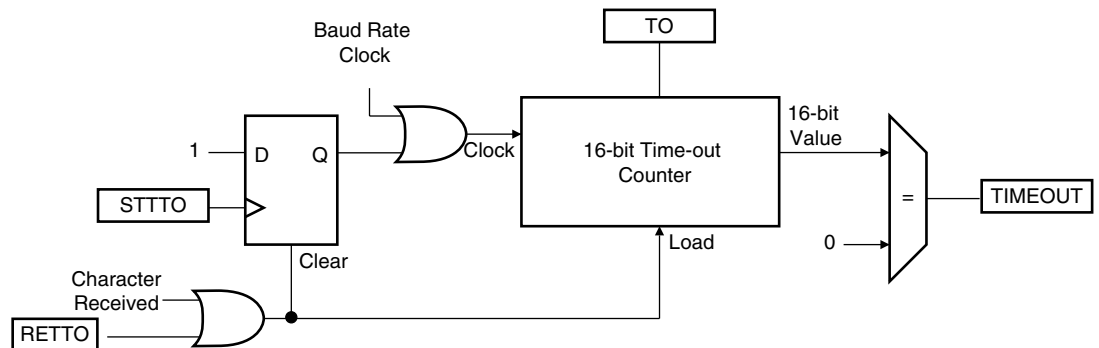 TO
Baud Rate
Clock
16-bit
Value
1
D
Q
Clock
16-bit Time-out
Counter
STTTO
=
TIMEOUT
Clear
Load
0
Character
Received
RETTO